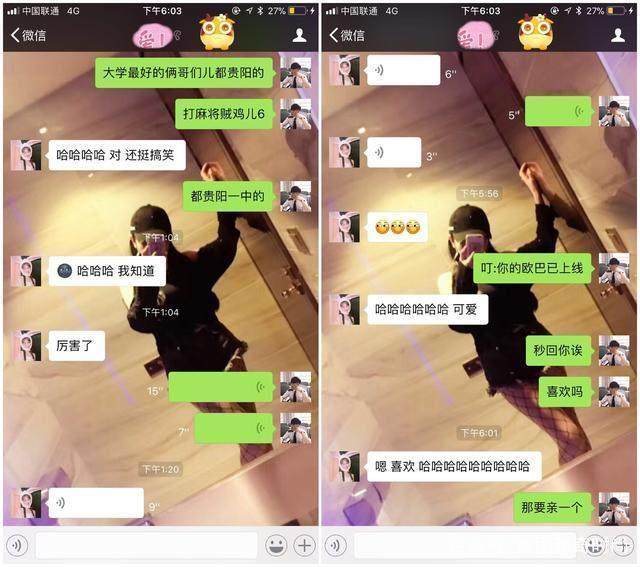 中国联通 4G
下午6:03
27%
微信
爱!
大学最好的俩哥们儿都贵阳的
打麻将贼鸡儿6
哈哈哈哈 对 还挺搞笑
都贵阳一中的
下午1:04
哈哈哈 我知道
下午1:04
厉害了
15"
7"
下午1:20
9"
中国联通 4G
下午6:03
27%
微信
爱!
6"
5"
3"
下午5:56
叮:你的欧巴已上线
哈哈哈哈哈哈 可爱
秒回你诶
喜欢吗
下午6:01
嗯 喜欢 哈哈哈哈哈哈哈哈哈
那要亲一个